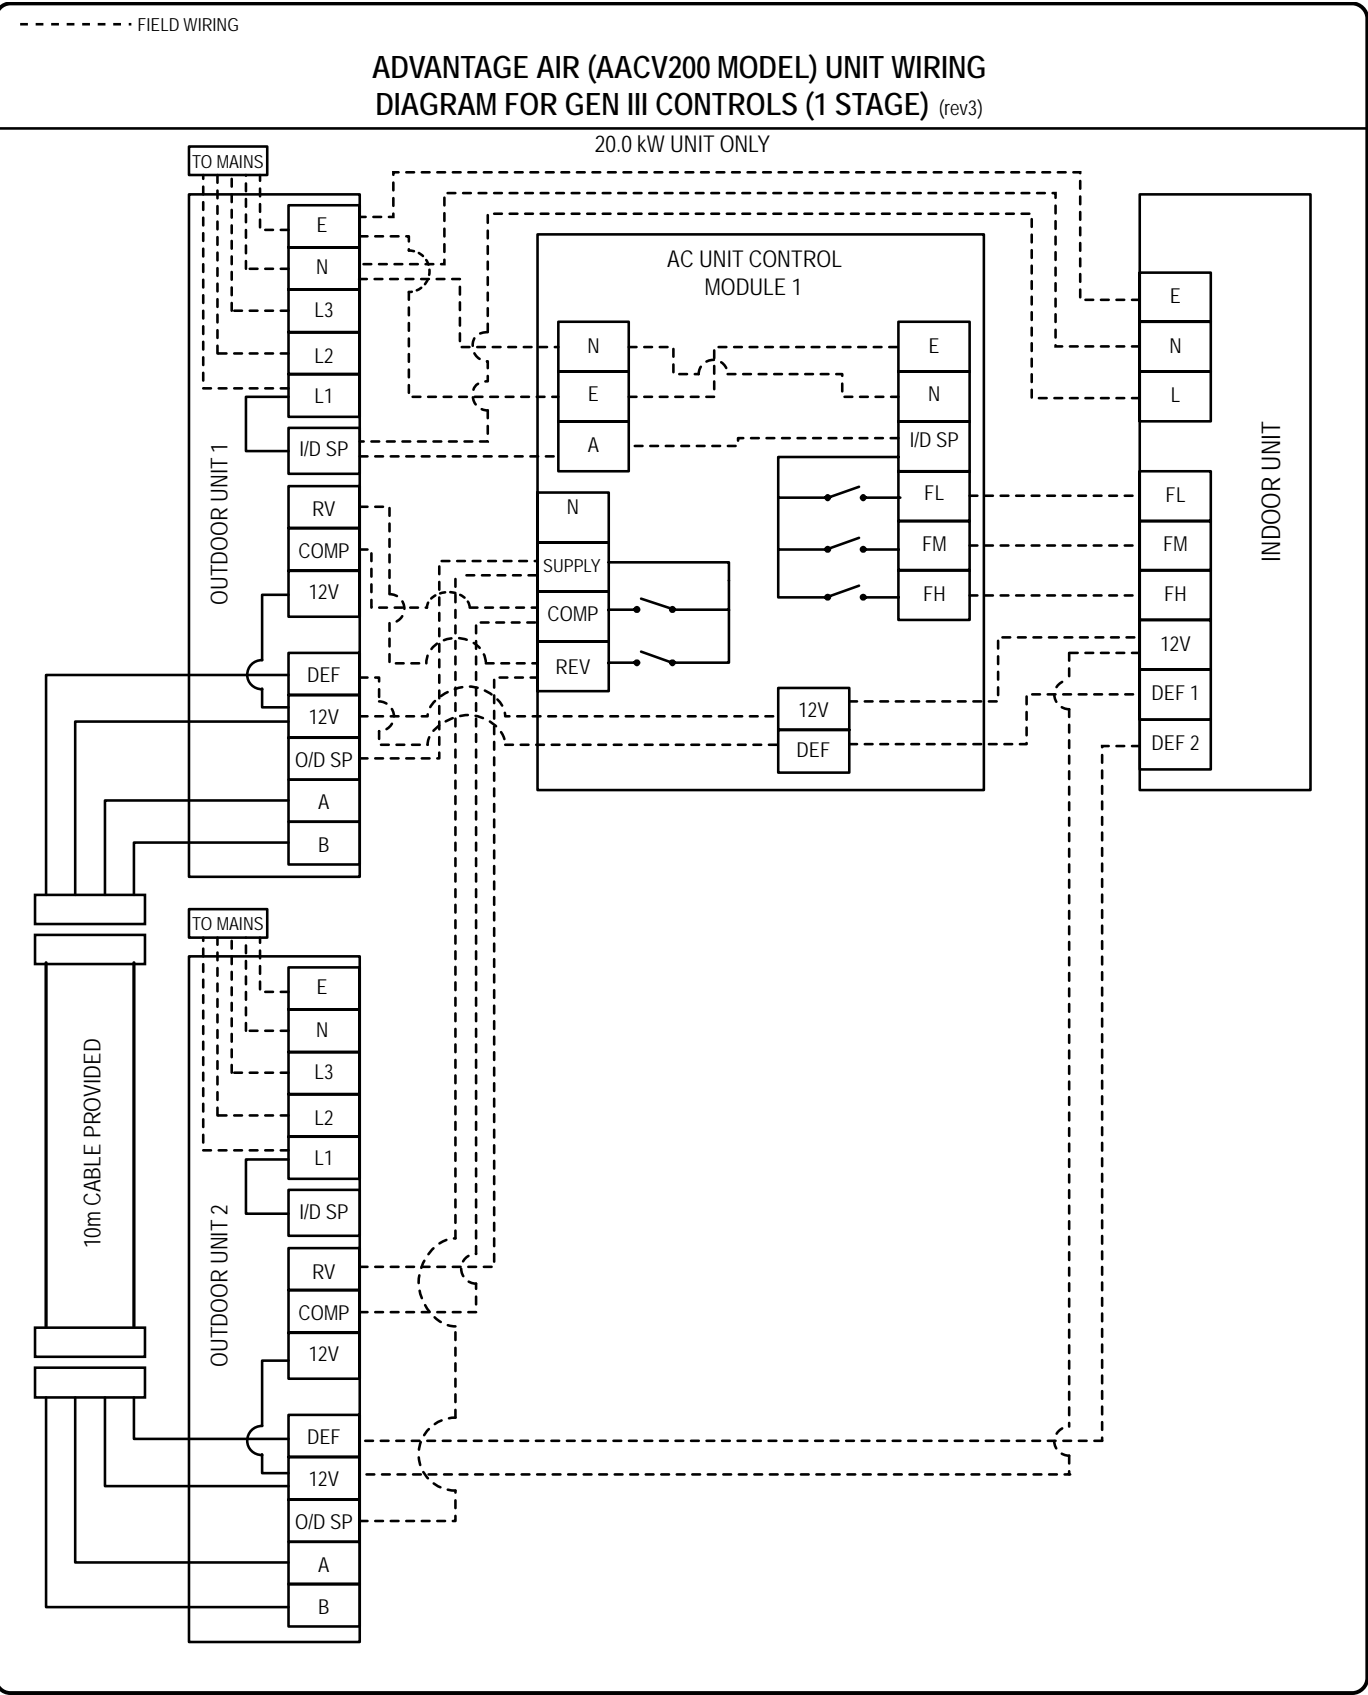 FIELD WIRING
ADVANTAGE AIR (AACV200 MODEL) UNIT WIRING
DIAGRAM FOR GEN III CONTROLS (1 STAGE) (rev3)
20.0 kW UNIT ONLY
TO MAINS
E
N
L3
L2
L1
I/D SP
RV
COMP
12V
DEF
12V
O/D SP
A
B
OUTDOOR UNIT 1
AC UNIT CONTROL
MODULE 1
N
E
A
N
SUPPLY
COMP
REV
E
N
I/D SP
FL
FM
FH
12V
DEF
E
N
L
FL
FM
FH
12V
DEF 1
DEF 2
INDOOR UNIT
TO MAINS
E
N
L3
L2
L1
I/D SP
RV
COMP
12V
DEF
12V
O/D SP
A
B
OUTDOOR UNIT 2
10m CABLE PROVIDED